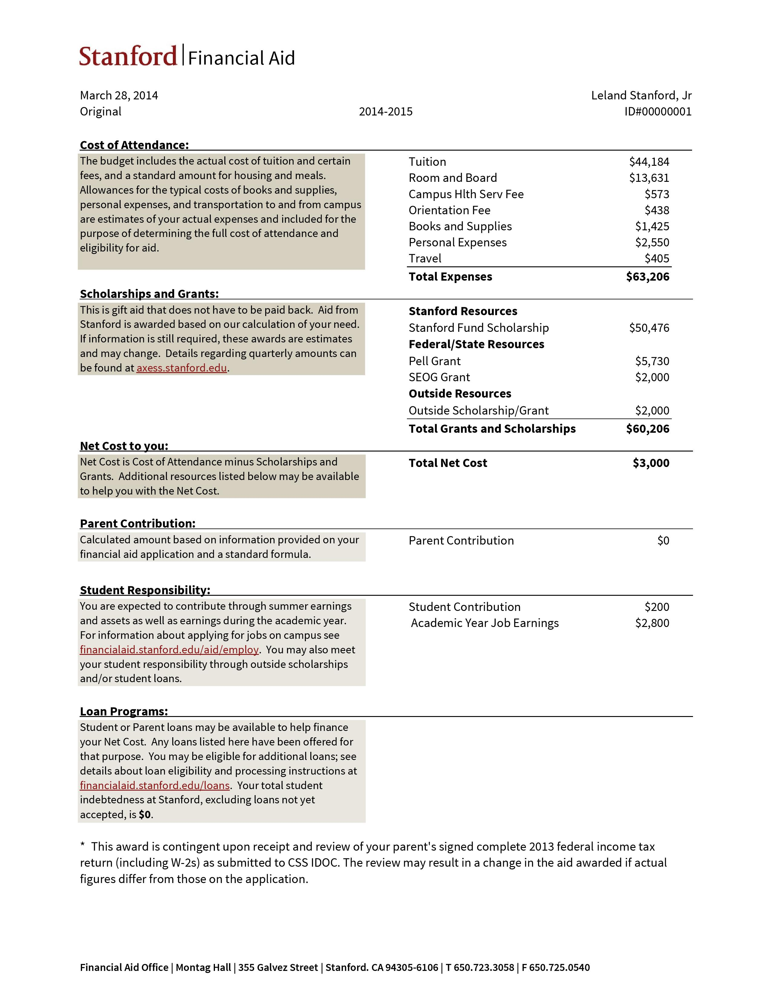 Stanford | Financial Aid
March 28, 2014 Leland Stanford, Jr
Original 2014-2015 ID#00000001
Cost of Attendance:
The budget includes the actual cost of tuition and certain
fees, and a standard amount for housing and meals.
Allowances for the typical costs of books and supplies,
personal expenses, and transportation to and from campus
are estimates of your actual expenses and included for the
purpose of determining the full cost of attendance and
eligibility for aid.
Tuition $44,184
Room and Board $13,631
Campus Hlth Serv Fee $573
Orientation Fee $438
Books and Supplies $1,425
Personal Expenses $2,550
Travel $405
Total Expenses $63,206
Scholarships and Grants:
This is gift aid that does not have to be paid back. Aid from
Stanford is awarded based on our calculation of your need.
If information is still required, these awards are estimates
and may change. Details regarding quarterly amounts can
be found at axess.stanford.edu.
Stanford Resources
Stanford Fund Scholarship $50,476
Federal/State Resources
Pell Grant $5,730
SEOG Grant $2,000
Outside Resources
Outside Scholarship/Grant $2,000
Total Grants and Scholarships $60,206
Net Cost to you:
Net Cost is Cost of Attendance minus Scholarships and
Grants. Additional resources listed below may be available
to help you with the Net Cost.
Total Net Cost $3,000
Parent Contribution:
Calculated amount based on information provided on your
financial aid application and a standard formula.
Parent Contribution $0
Student Responsibility:
You are expected to contribute through summer earnings
and assets as well as earnings during the academic year.
For information about applying for jobs on campus see
financialaid.stanford.edu/aid/employ. You may also meet
your student responsibility through outside scholarships
and/or student loans.
Student Contribution $200
Academic Year Job Earnings $2,800
Loan Programs:
Student or Parent loans may be available to help finance
your Net Cost. Any loans listed here have been offered for
that purpose. You may be eligible for additional loans; see
details about loan eligibility and processing instructions at
financialaid.stanford.edu/loans. Your total student
indebtedness at Stanford, excluding loans not yet
accepted, is $0.
* This award is contingent upon receipt and review of your parent's signed complete 2013 federal income tax
return (including W-2s) as submitted to CSS IDOC. The review may result in a change in the aid awarded if actual
figures differ from those on the application.
Financial Aid Office | Montag Hall | 355 Galvez Street | Stanford. CA 94305-6106 | T 650.723.3058 | F 650.725.0540